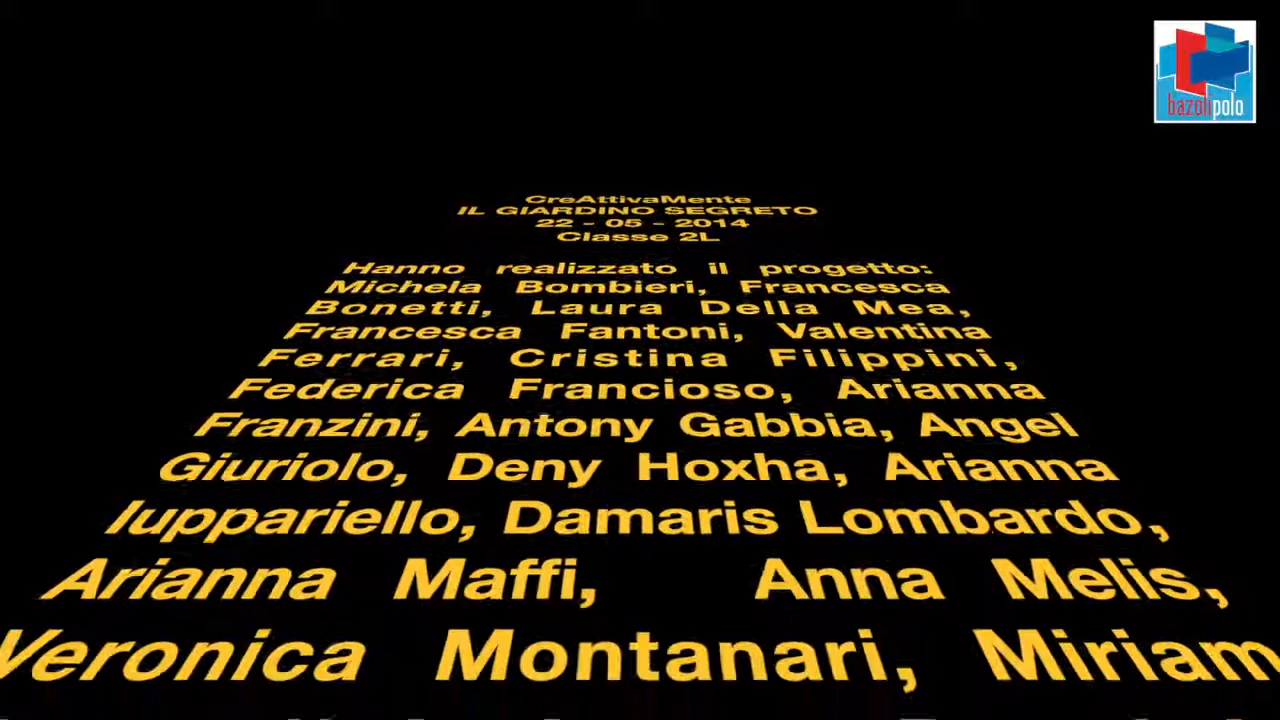 bazolipolo
CreAttivaMente
IL GIARDINO SEGRETO
22 - 05 - 2014
Classe 2L
Hanno realizzato il progetto:
Michela Bombieri, Francesca
Bonetti, Laura Della Mea,
Francesca Fantoni, Valentina
Ferrari, Cristina Filippini,
Federica Francioso, Arianna
Franzini, Antony Gabbia, Angel
Giuriolo, Deny Hoxha, Arianna
Iuppariello, Damaris Lombardo,
Arianna Maffi, Anna Melis,
Veronica Montanari, Miriam